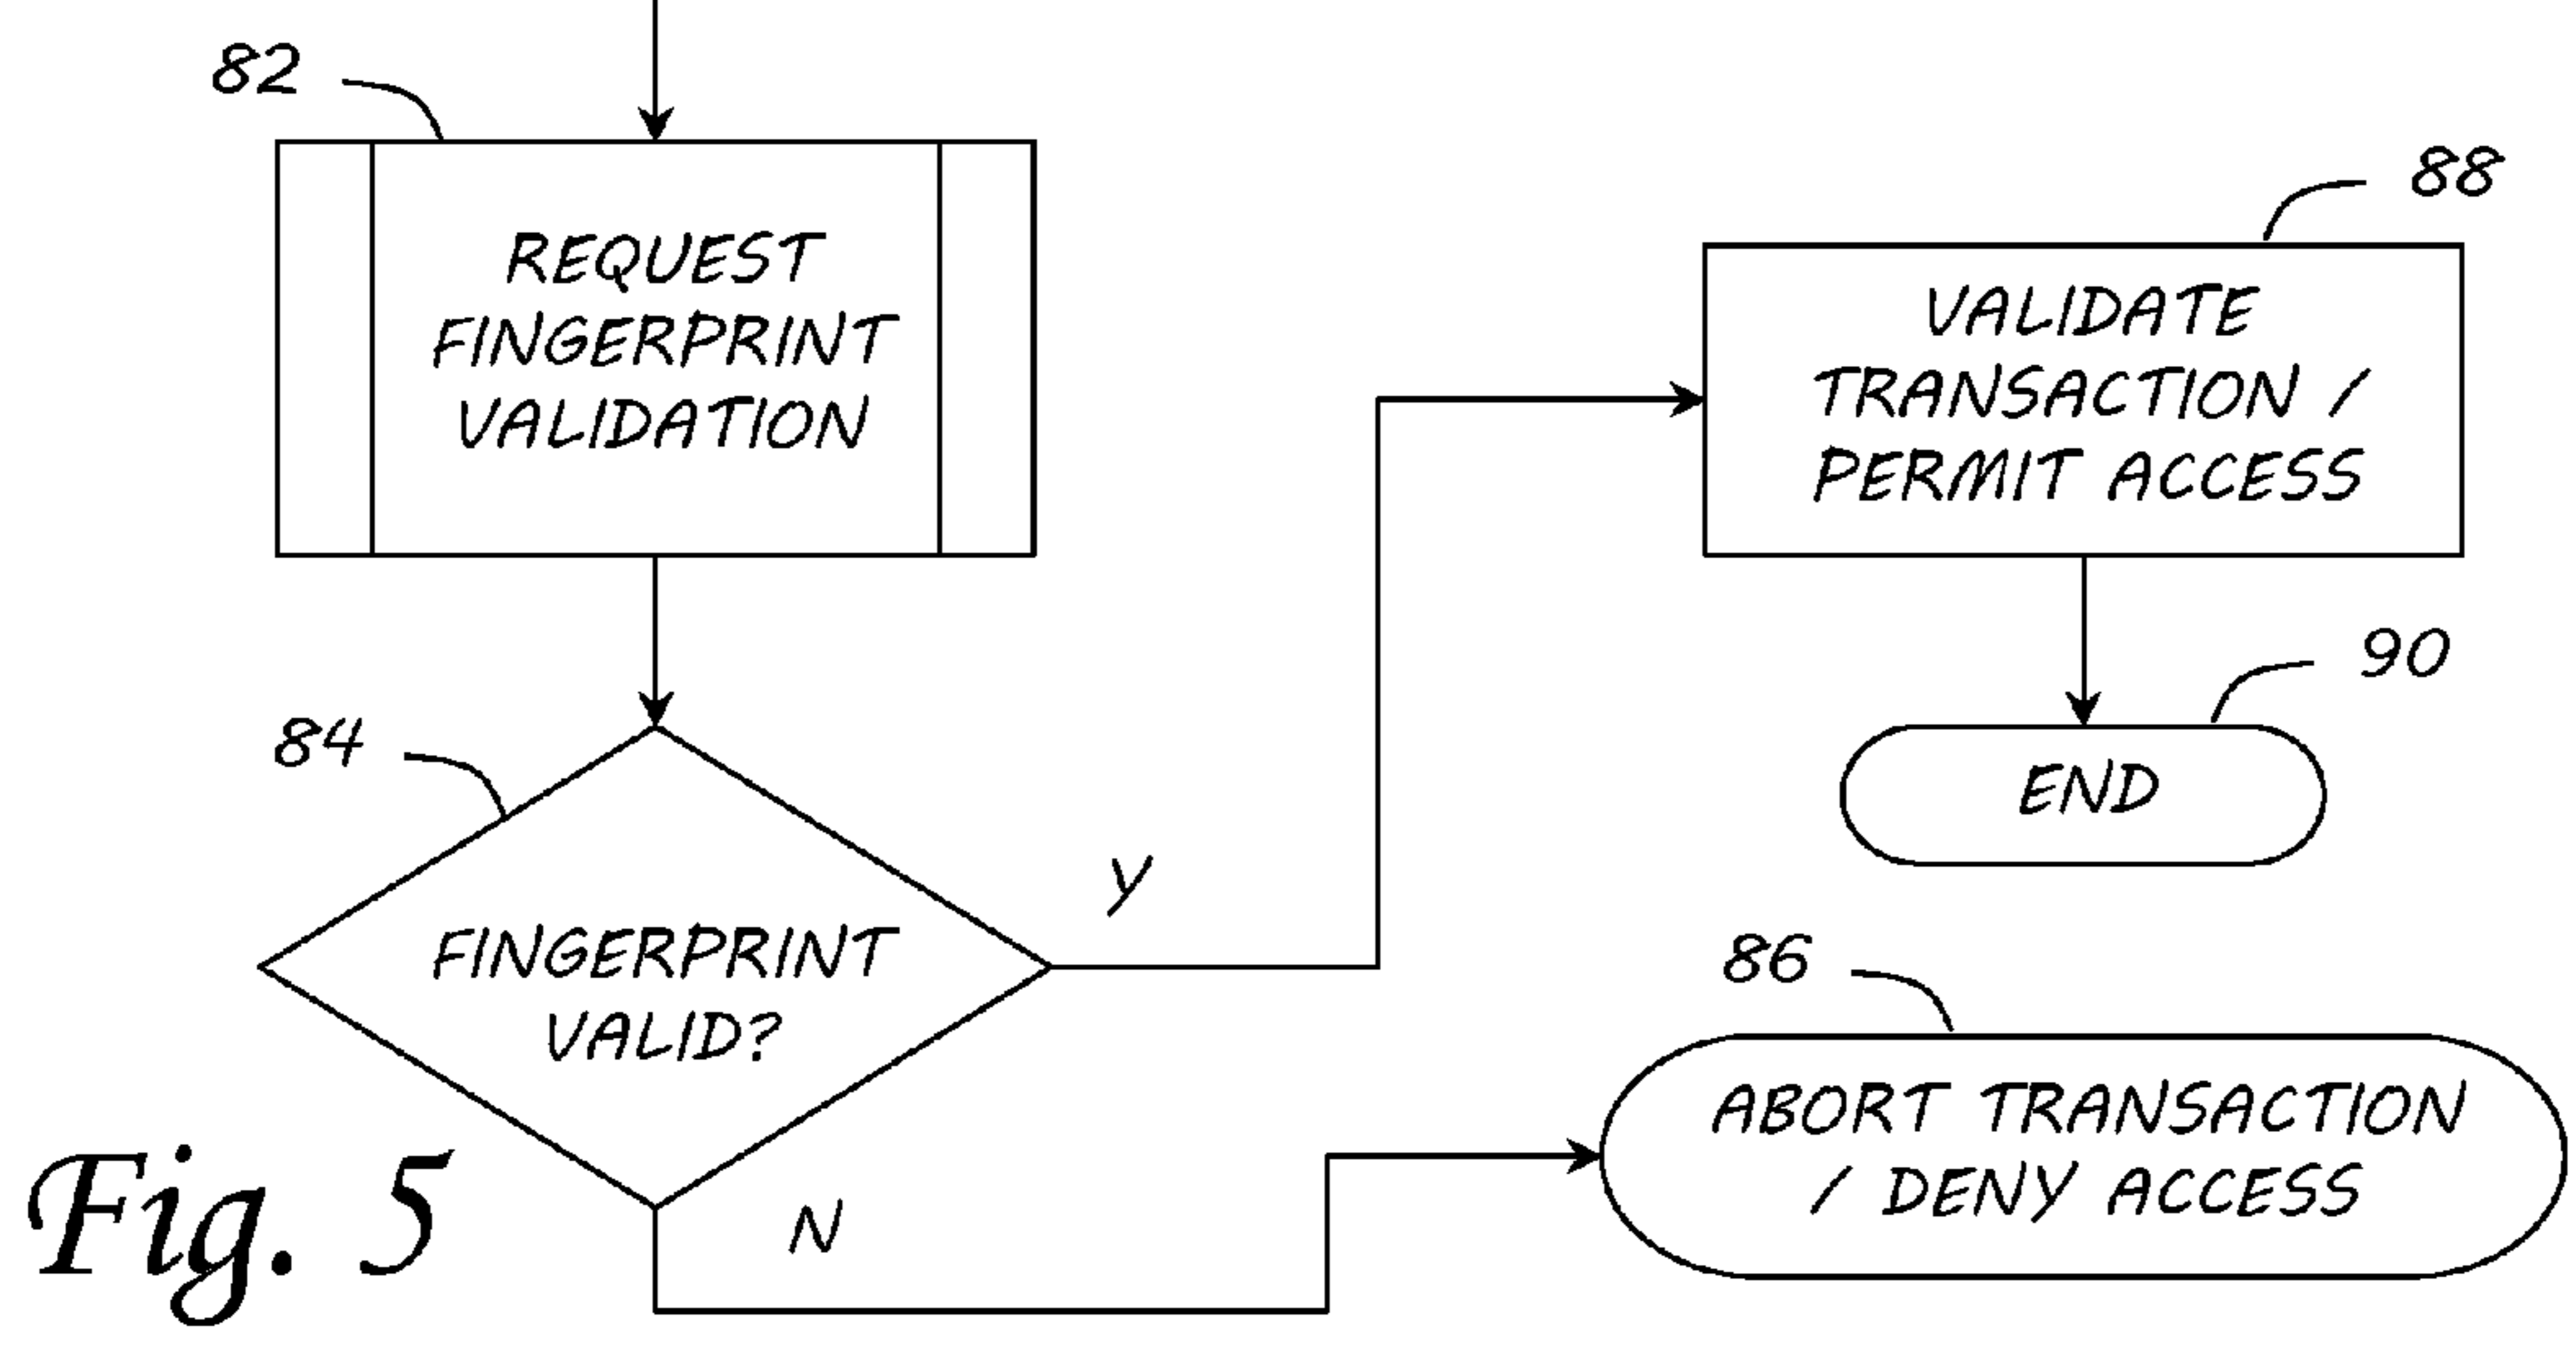 82
REQUEST
FINGERPRINT
VALIDATION
88
VALIDATE
TRANSACTION /
PERMIT ACCESS
84
FINGERPRINT
VALID?
Y
N
90
END
86
ABORT TRANSACTION
/ DENY ACCESS
Fig. 5